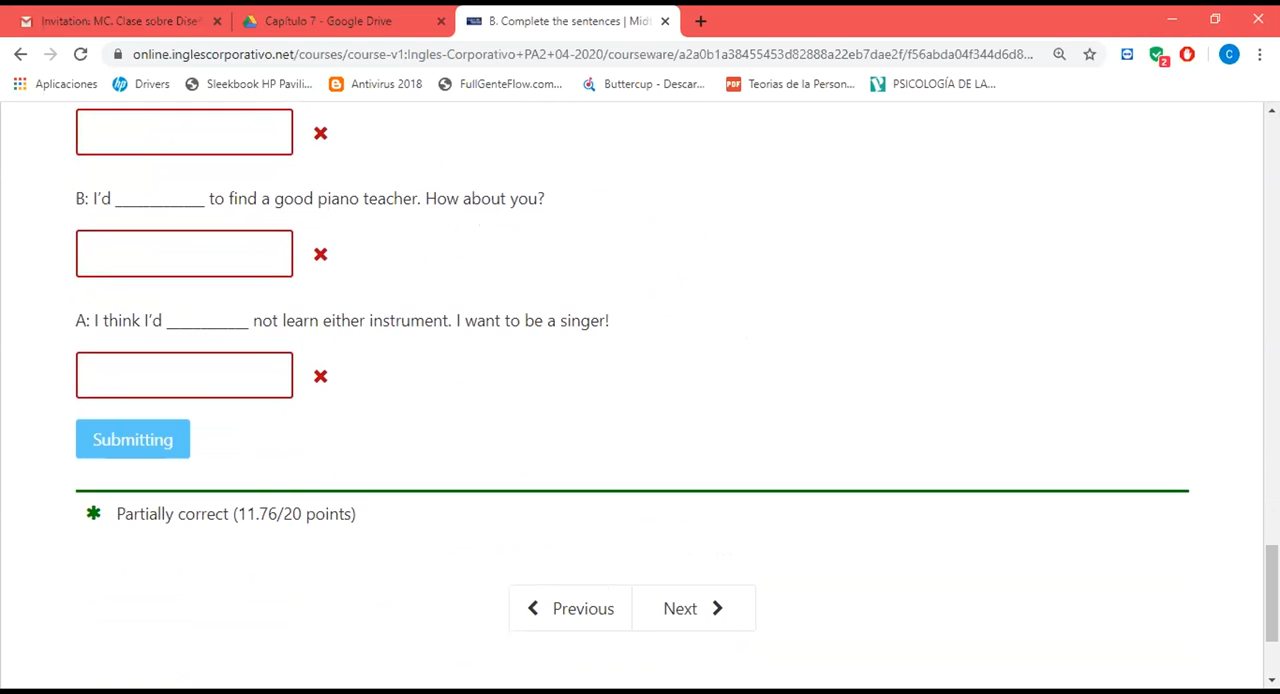 Invitation: MC. Clase sobre Dise
Capítulo 7 - Google Drive
B. Complete the sentences | Mid
online.inglescorporativo.net/courses/course-v1:Ingles-Corporativo+PA2+04-2020/courseware/a2a0b1a38455453d82888a22eb7dae2f/f56abda04f344d6d8...
2
C
Aplicaciones
Drivers
Sleekbook HP Pavili...
Antivirus 2018
FullGenteFlow.com...
Buttercup - Descar...
PDF
Teorias de la Person...
PSICOLOGÍA DE LA...
B: I'd ___________ to find a good piano teacher. How about you?
A: I think I'd __________ not learn either instrument. I want to be a singer!
Submitting
Partially correct (11.76/20 points)
Previous
Next